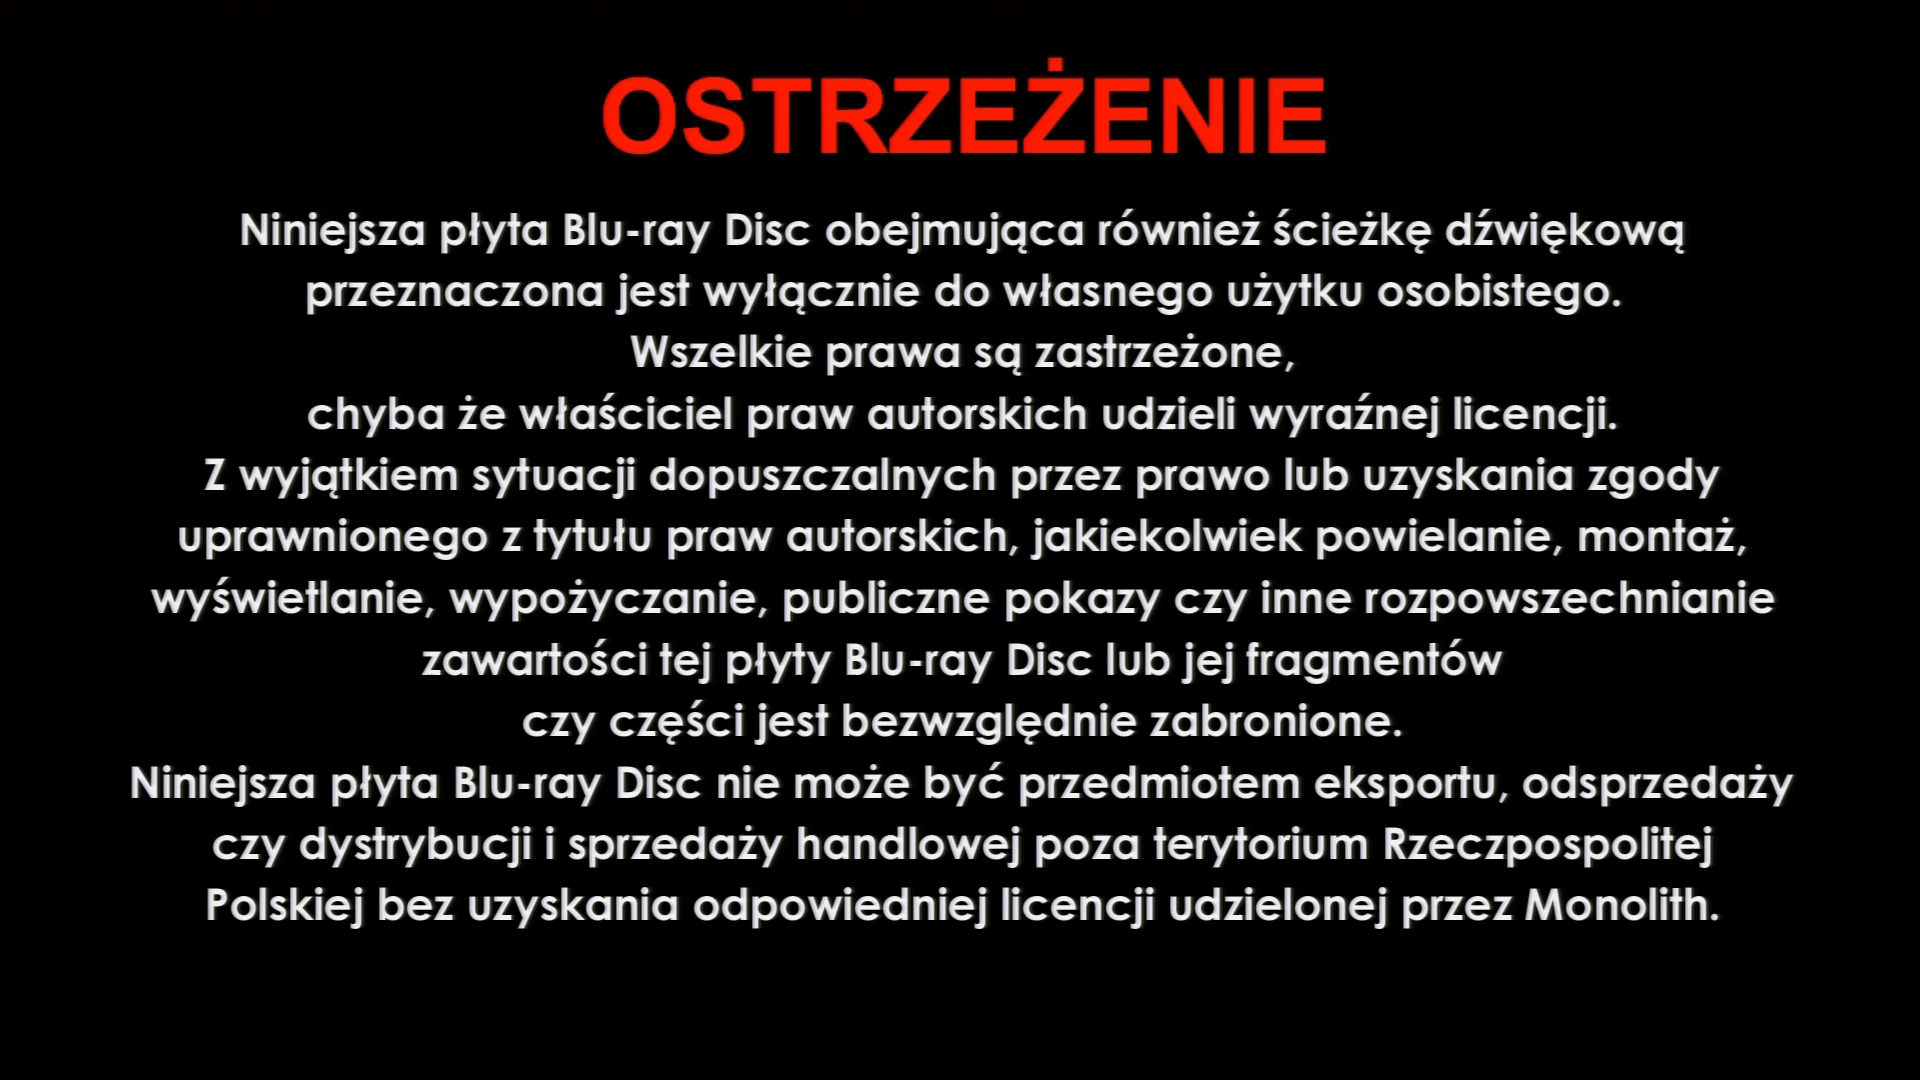 OSTRZEŻENIE
Niniejsza płyta Blu-ray Disc obejmująca również ścieżkę dźwiękową
przeznaczona jest wyłącznie do własnego użytku osobistego.
Wszelkie prawa są zastrzeżone,
chyba że właściciel praw autorskich udzieli wyraźnej licencji.
Z wyjątkiem sytuacji dopuszczalnych przez prawo lub uzyskania zgody
uprawnionego z tytułu praw autorskich, jakiekolwiek powielanie, montaż,
wyświetlanie, wypożyczanie, publiczne pokazy czy inne rozpowszechnianie
zawartości tej płyty Blu-ray Disc lub jej fragmentów
czy części jest bezwzględnie zabronione.
Niniejsza płyta Blu-ray Disc nie może być przedmiotem eksportu, odsprzedaży
czy dystrybucji i sprzedaży handlowej poza terytorium Rzeczpospolitej
Polskiej bez uzyskania odpowiedniej licencji udzielonej przez Monolith.